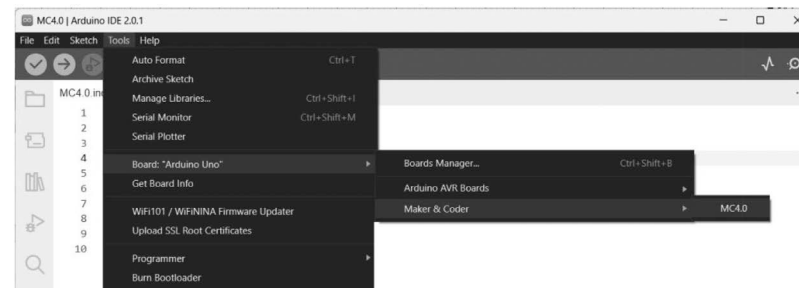 MC4.0 | Arduino IDE 2.0.1
File Edit Sketch Tools Help
MC4.0.in
Auto Format Ctrl+T
Archive Sketch
Manage Libraries... Ctrl+Shift+I
Serial Monitor Ctrl+Shift+M
Serial Plotter
Board: "Arduino Uno"
Get Board Info
WiFi101 / WiFiNINA Firmware Updater
Upload SSL Root Certificates
Programmer
Burn Bootloader
Boards Manager... Ctrl+Shift+B
Arduino AVR Boards
Maker & Coder
MC4.0
1
2
3
4
5
6
7
8
9
10